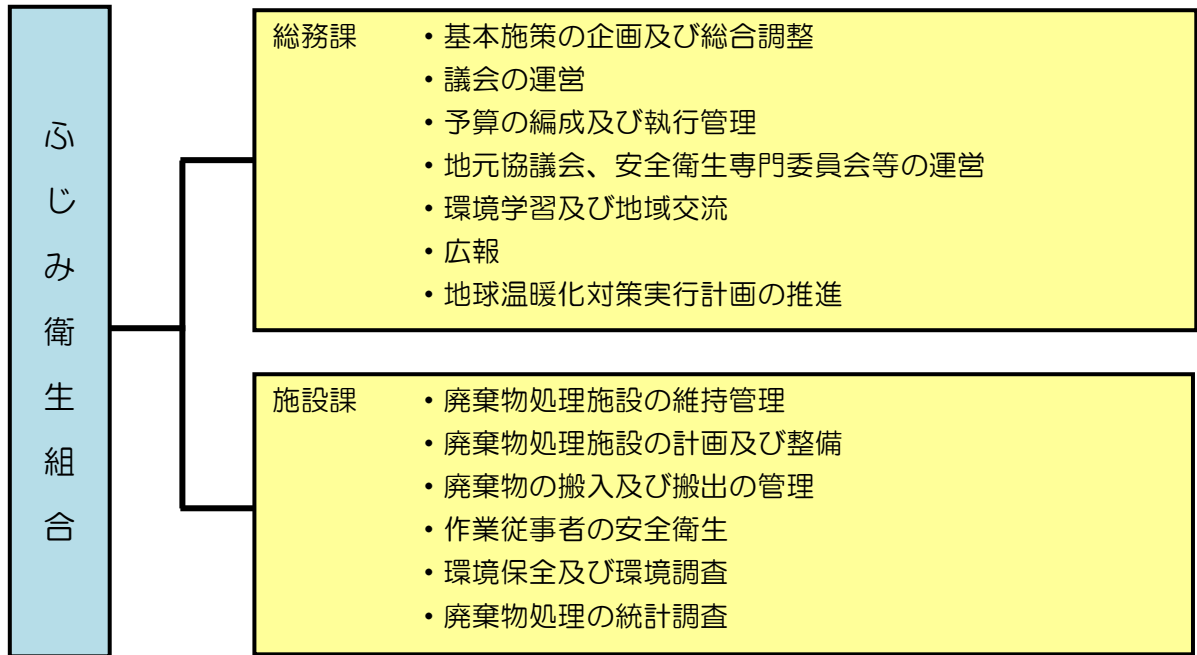 ふじみ衛生組合
総務課 ・基本施策の企画及び総合調整
・議会の運営
・予算の編成及び執行管理
・地元協議会、安全衛生専門委員会等の運営
・環境学習及び地域交流
・広報
・地球温暖化対策実行計画の推進
施設課 ・廃棄物処理施設の維持管理
・廃棄物処理施設の計画及び整備
・廃棄物の搬入及び搬出の管理
・作業従事者の安全衛生
・環境保全及び環境調査
・廃棄物処理の統計調査